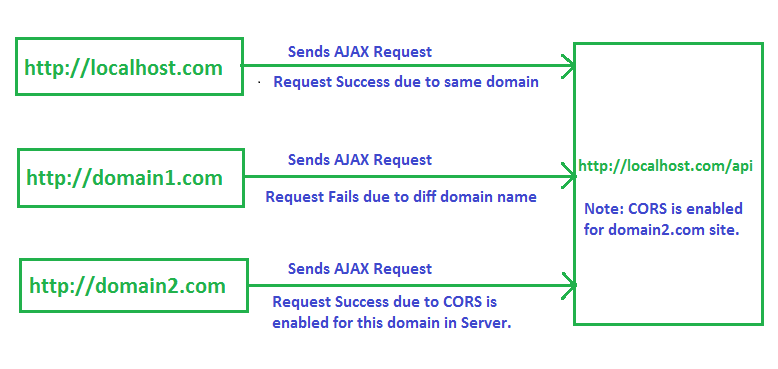 Sends AJAX Request
http://localhost.com
Request Success due to same domain
Sends AJAX Request
http://domain1.com
http://localhost.com/api
Request Fails due to diff domain name
Note: CORS is enabled
for domain2.com site.
Sends AJAX Request
http://domain2.com
Request Success due to CORS is
enabled for this domain in Server.